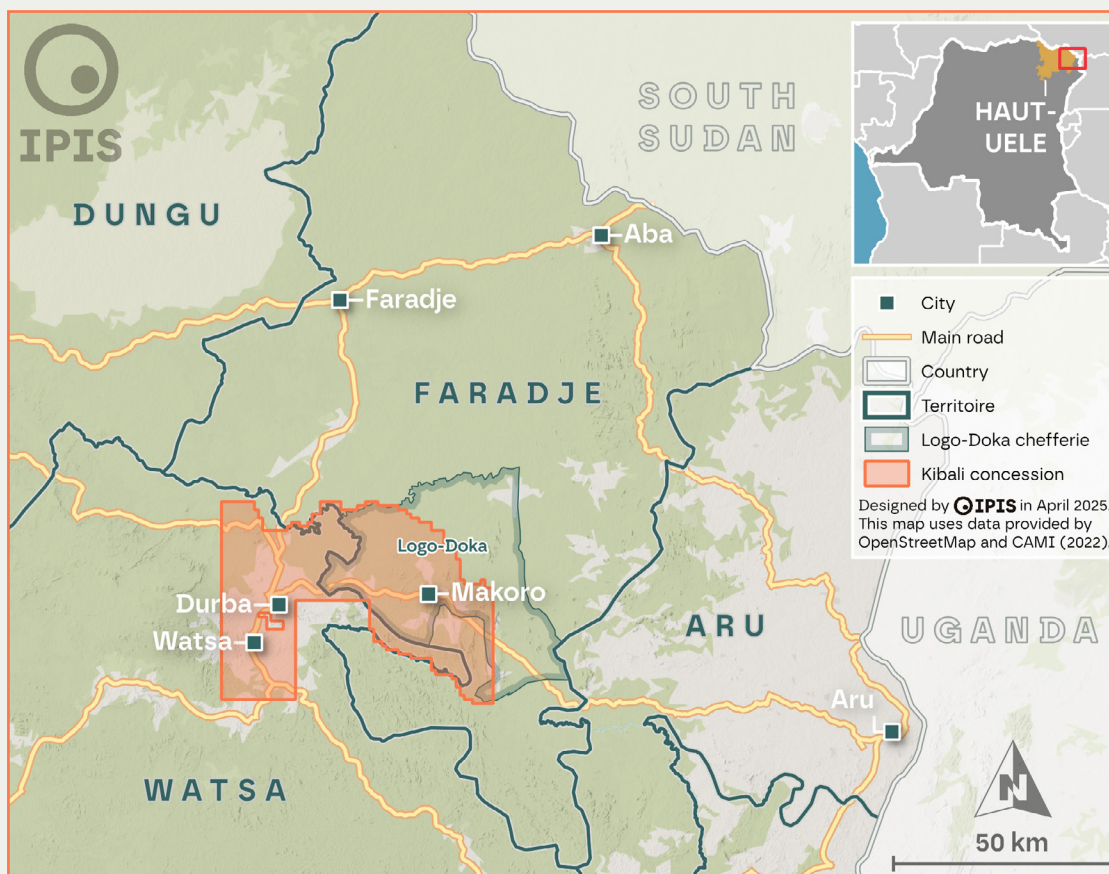 IPIS
SOUTH
SUDAN
HAUT-
UELE
DUNGU
Aba
Faradje
FARADJE
City
Main road
Country
Territoire
Logo-Doka chefferie
Kibali concession
Designed by IPIS in April 2025.
This map uses data provided by
OpenStreetMap and CAMI (2022).
Logo-Doka
Makoro
Durba
Watsa
ARU
UGANDA
Aru
WATSA
N
50 km